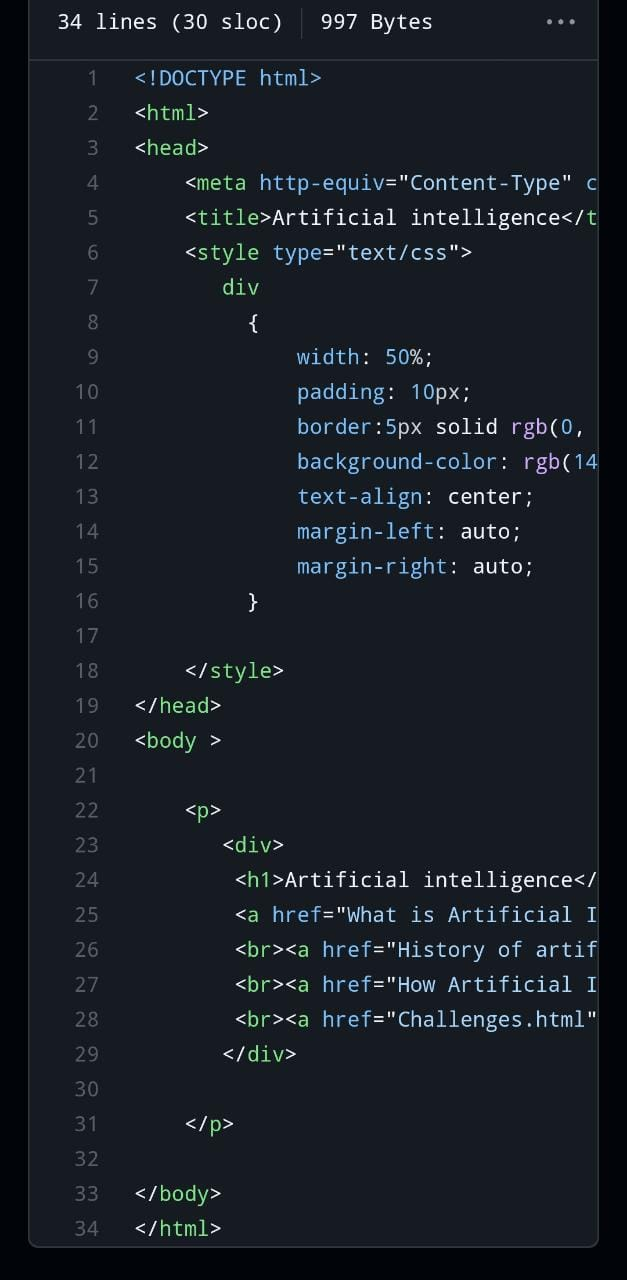 34 lines (30 sloc) 997 Bytes
1 <!DOCTYPE html>
2 <html>
3 <head>
4     <meta http-equiv="Content-Type" c
5     <title>Artificial intelligence</t
6     <style type="text/css">
7        div
8          {
9              width: 50%;
10              padding: 10px;
11              border:5px solid rgb(0,
12              background-color: rgb(14
13              text-align: center;
14              margin-left: auto;
15              margin-right: auto;
16          }
17
18     </style>
19 </head>
20 <body >
21
22     <p>
23        <div>
24         <h1>Artificial intelligence</
25         <a href="What is Artificial I
26         <br><a href="History of artif
27         <br><a href="How Artificial I
28         <br><a href="Challenges.html"
29        </div>
30
31     </p>
32
33 </body>
34 </html>